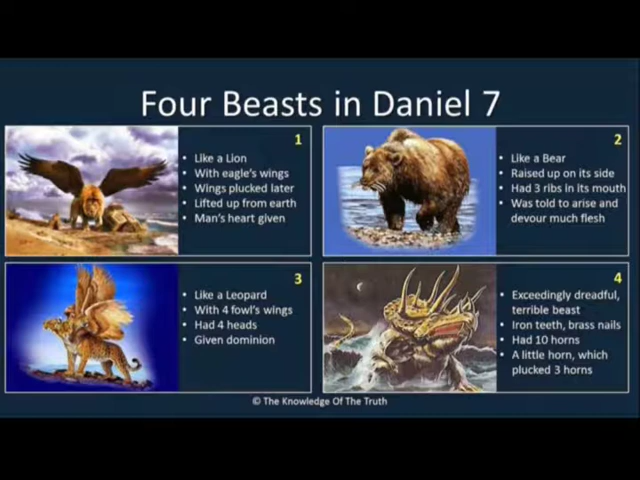 Four Beasts in Daniel 7
1
• Like a Lion
• With eagle's wings
• Wings plucked later
• Lifted up from earth
• Man's heart given
2
• Like a Bear
• Raised up on its side
• Had 3 ribs in its mouth
• Was told to arise and
devour much flesh
3
• Like a Leopard
• With 4 fowl's wings
• Had 4 heads
• Given dominion
4
• Exceedingly dreadful,
terrible beast
• Iron teeth, brass nails
• Had 10 horns
• A little horn, which
plucked 3 horns
© The Knowledge Of The Truth